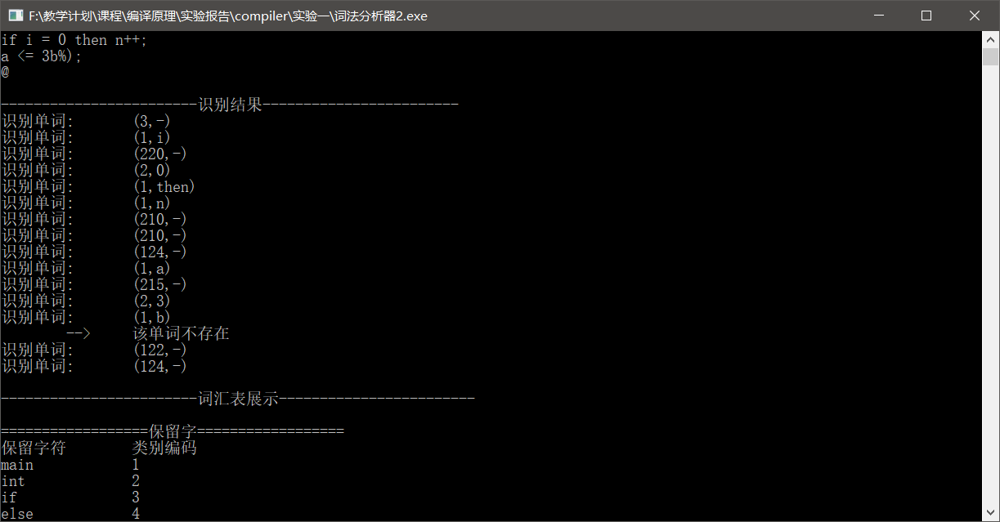 F:\教学计划\课程\编译原理\实验报告\compiler\实验一\词法分析器2.exe
if i = 0 then n++;
a <= 3b%);
@
------------------------识别结果------------------------
识别单词: (3,-)
识别单词: (1,i)
识别单词: (220,-)
识别单词: (2,0)
识别单词: (1,then)
识别单词: (1,n)
识别单词: (210,-)
识别单词: (210,-)
识别单词: (124,-)
识别单词: (1,a)
识别单词: (215,-)
识别单词: (2,3)
识别单词: (1,b)
--> 该单词不存在
识别单词: (122,-)
识别单词: (124,-)
------------------------词汇表展示------------------------
==================保留字==================
保留字符 类别编码
main 1
int 2
if 3
else 4